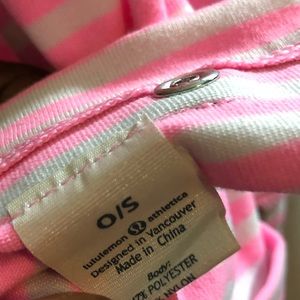 O/S
lululemon athletica
Designed in Vancouver
Made in China
Body:
POLYESTER
NYLON